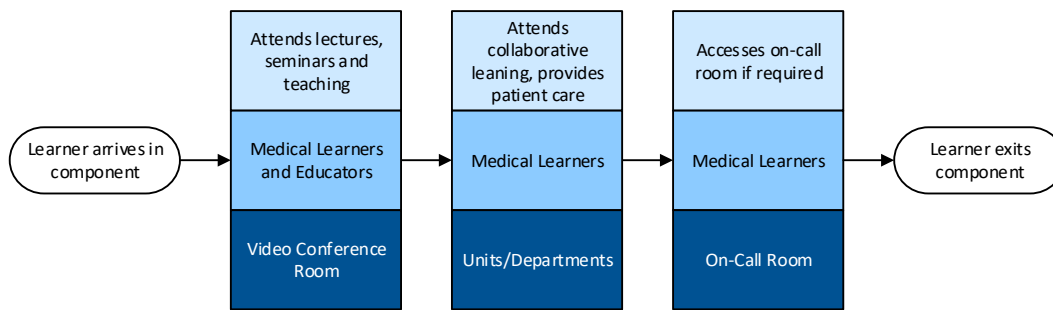 Learner arrives in
component
Attends lectures,
seminars and
teaching
Medical Learners
and Educators
Video Conference
Room
Attends
collaborative
leaning, provides
patient care
Medical Learners
Units/Departments
Accesses on-call
room if required
Medical Learners
On-Call Room
Learner exits
component